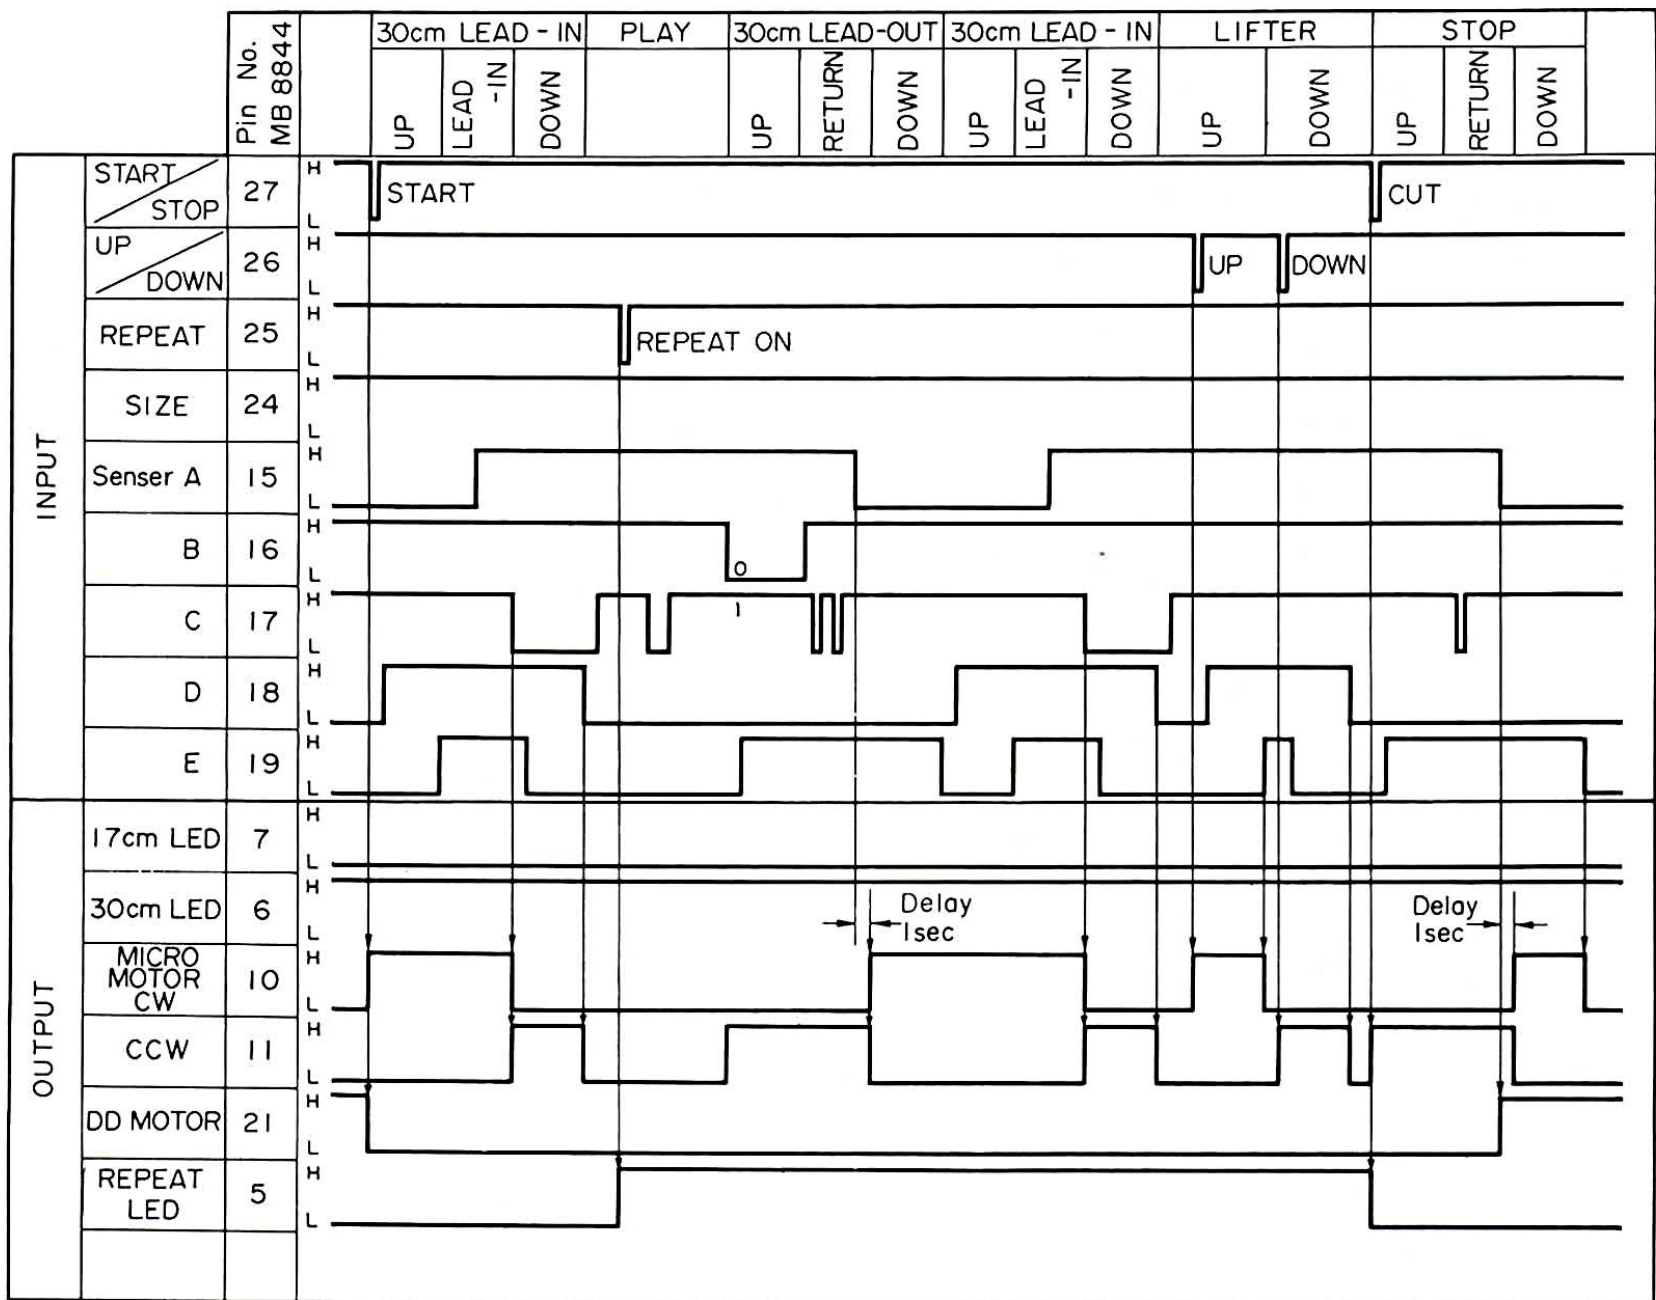 Pin No.
MB 8844
30cm LEAD - IN
PLAY
30cm LEAD-OUT
30cm LEAD - IN
LIFTER
STOP
UP
LEAD
-IN
DOWN
UP
RETURN
DOWN
UP
LEAD
-IN
DOWN
UP
DOWN
UP
RETURN
DOWN
INPUT
START
STOP
27
H
L
START
CUT
UP
DOWN
26
H
L
UP
DOWN
REPEAT
25
H
L
REPEAT ON
SIZE
24
H
L
Senser A
15
H
L
B
16
H
L
0
C
17
H
L
1
D
18
H
L
E
19
H
L
OUTPUT
17cm LED
7
H
L
30cm LED
6
H
L
Delay
1sec
Delay
1sec
MICRO
MOTOR
CW
10
H
L
CCW
11
H
L
DD MOTOR
21
H
L
REPEAT
LED
5
H
L